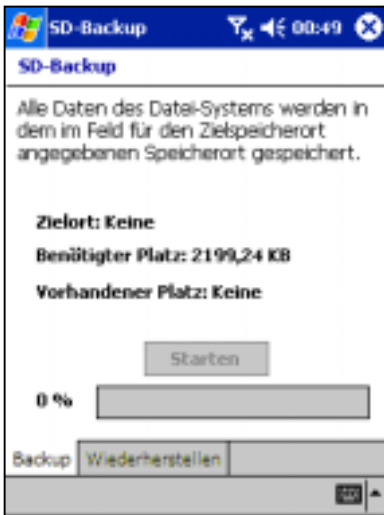 SD-Backup 00:49
SD-Backup
Alle Daten des Datei-Systems werden in
dem im Feld für den Zielspeicherort
angegebenen Speicherort gespeichert.
Zielort: Keine
Benötigter Platz: 2199,24 KB
Vorhandener Platz: Keine
Starten
0 %
Backup Wiederherstellen